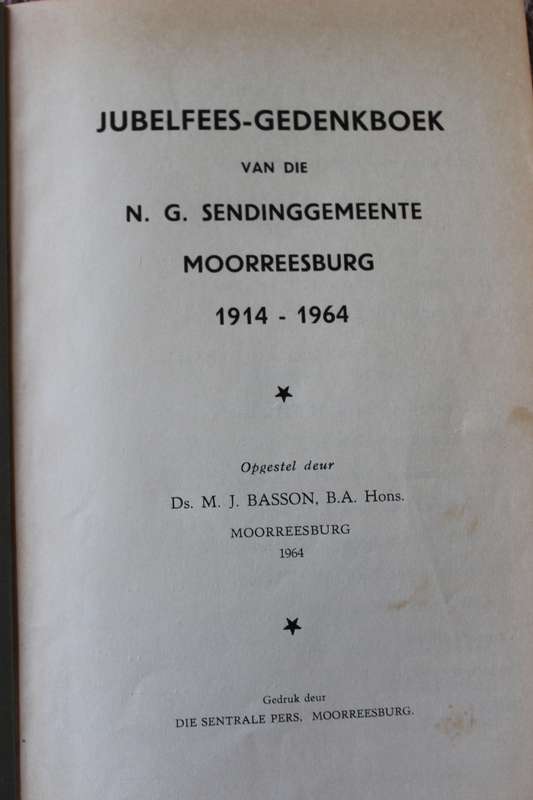 JUBELFEES-GEDENKBOEK
VAN DIE
N. G. SENDINGGEMEENTE
MOORREESBURG
1914 - 1964
Opgestel deur
Ds. M. J. BASSON, B.A. Hons.
MOORREESBURG
1964
Gedruk deur
DIE SENTRALE PERS, MOORREESBURG.